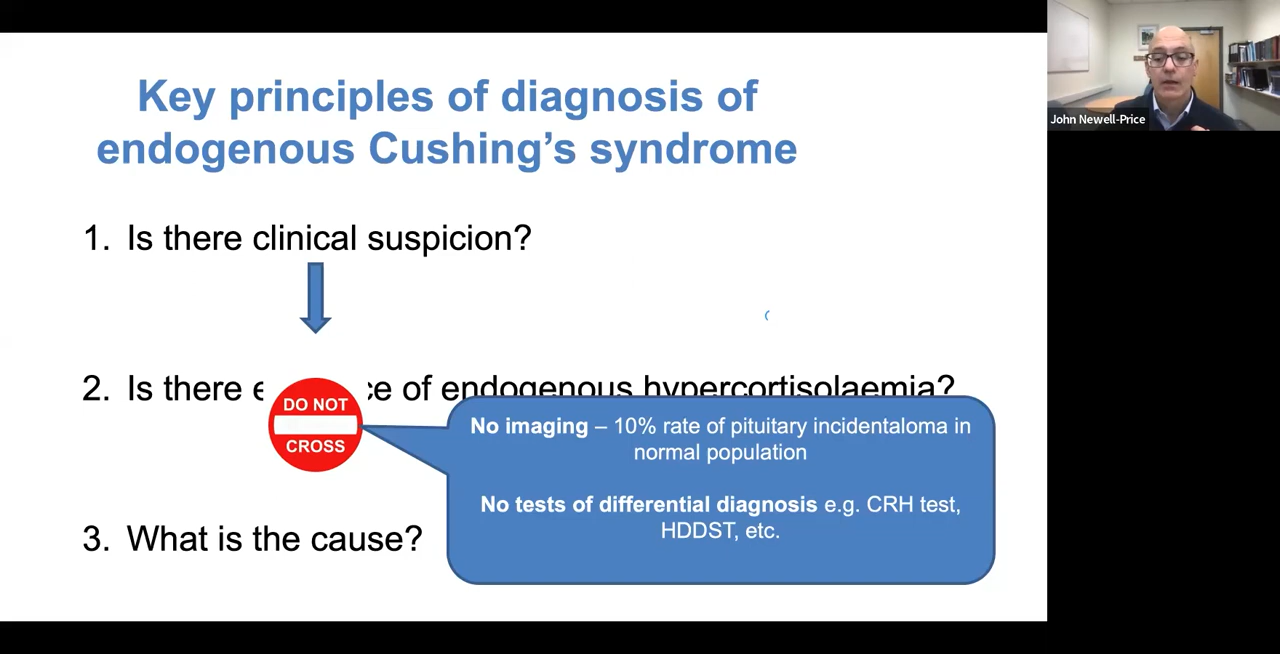 Key principles of diagnosis of
endogenous Cushing's syndrome
1. Is there clinical suspicion?
2. Is there e ce of endogenous hypercortisolaemia?
DO NOT
CROSS
No imaging – 10% rate of pituitary incidentaloma in
normal population
No tests of differential diagnosis e.g. CRH test,
HDDST, etc.
3. What is the cause?
John Newell-Price